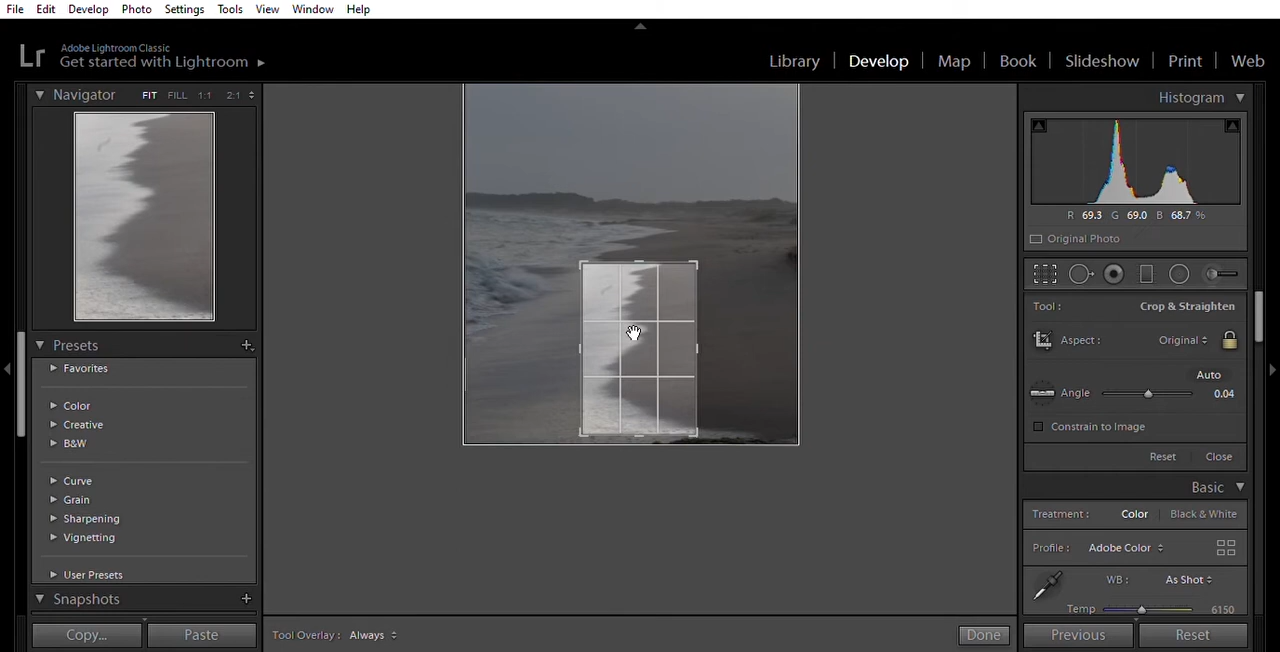 File Edit Develop Photo Settings Tools View Window Help
Lr Adobe Lightroom Classic
Get started with Lightroom
Library Develop Map Book Slideshow Print Web
Navigator FIT FILL 1:1 2:1
Histogram
R 69.3 G 69.0 B 68.7 %
Original Photo
Tool : Crop & Straighten
Aspect : Original
Auto
Angle 0.04
Constrain to Image
Reset Close
Basic
Treatment : Color Black & White
Profile : Adobe Color
WB : As Shot
Temp 6150
Presets
Favorites
Color
Creative
B&W
Curve
Grain
Sharpening
Vignetting
User Presets
Snapshots
Copy... Paste
Tool Overlay : Always Done
Previous Reset